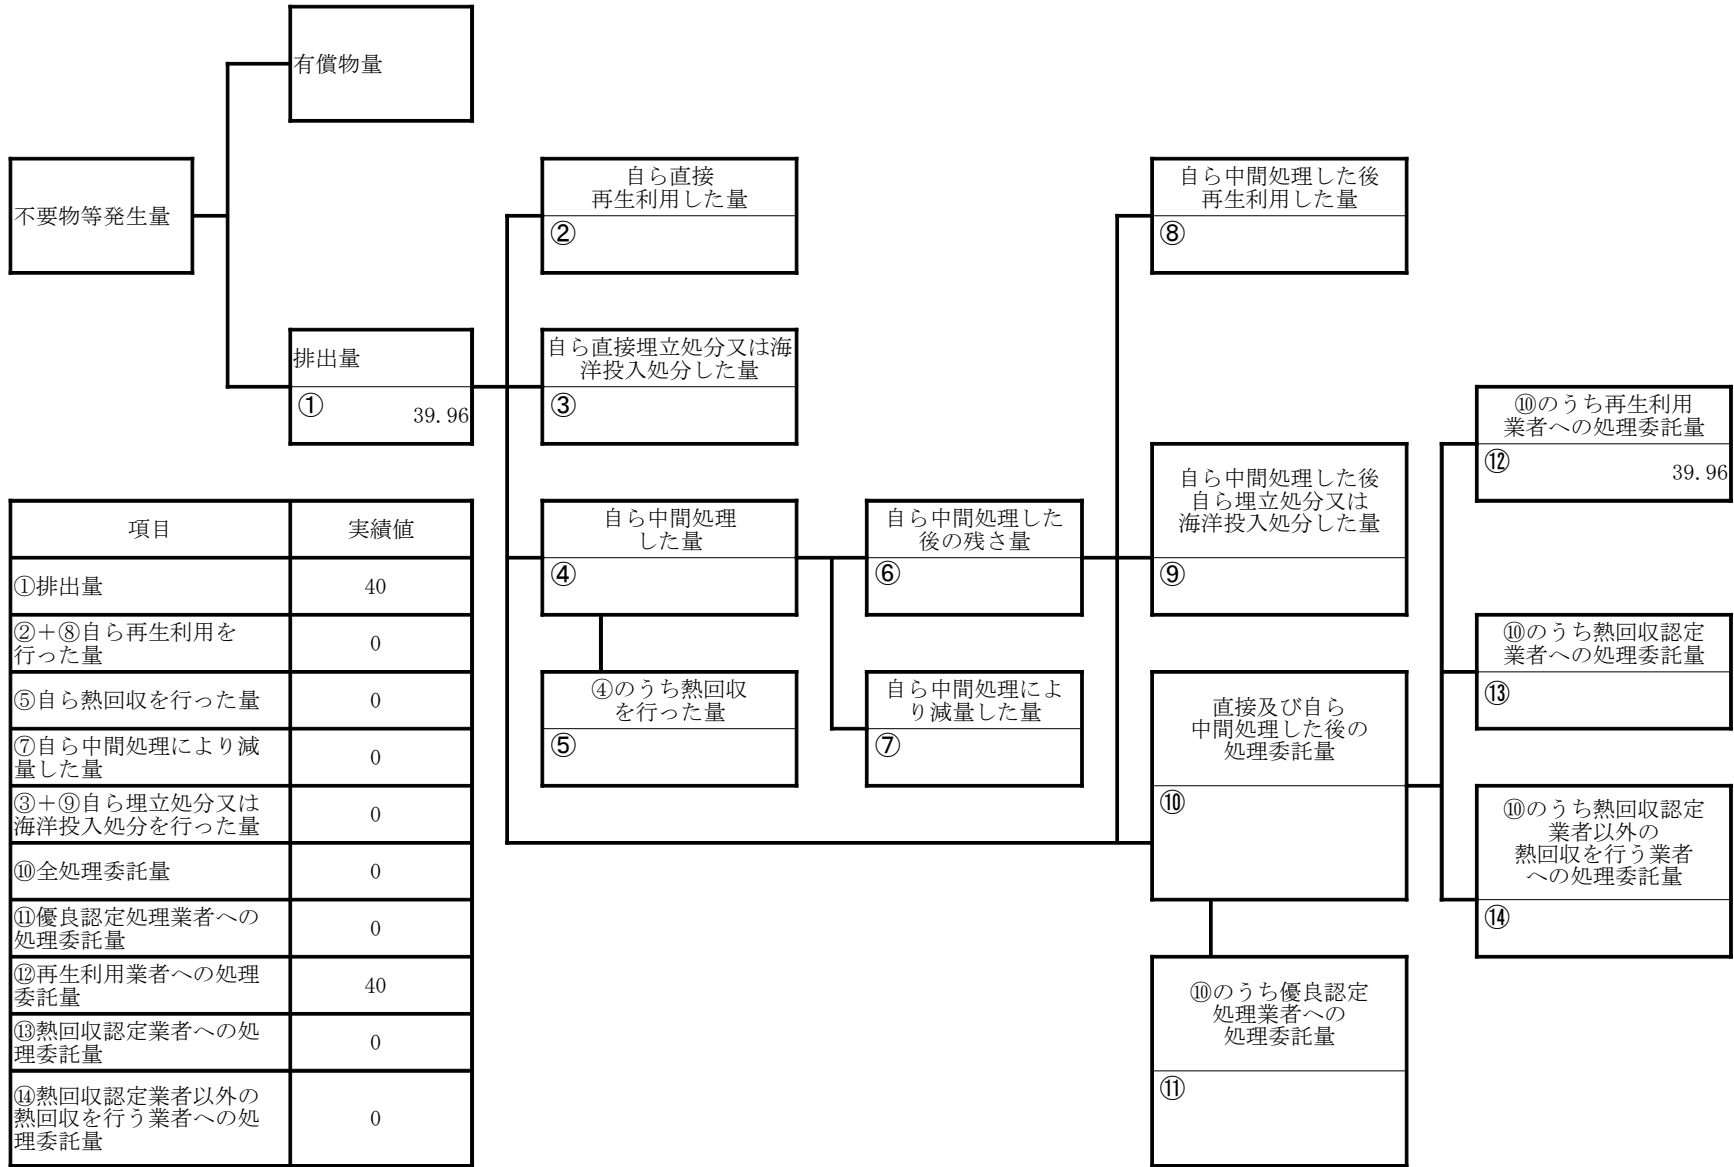 有償物量
不要物等発生量
自ら直接
再生利用した量
②
自ら中間処理した後
再生利用した量
⑧
排出量
①
39.96
自ら直接埋立処分又は海
洋投入処分した量
③
⑩のうち再生利用
業者への処理委託量
⑫
39.96
自ら中間処理
した量
④
自ら中間処理した
後の残さ量
⑥
自ら中間処理した後
自ら埋立処分又は
海洋投入処分した量
⑨
⑩のうち熱回収認定
業者への処理委託量
⑬
④のうち熱回収
を行った量
⑤
自ら中間処理によ
り減量した量
⑦
直接及び自ら
中間処理した後の
処理委託量
⑩
⑩のうち熱回収認定
業者以外の
熱回収を行う業者
への処理委託量
⑭
⑩のうち優良認定
処理業者への
処理委託量
⑪
項目 実績値
①排出量 40
②＋⑧自ら再生利用を
行った量 0
⑤自ら熱回収を行った量 0
⑦自ら中間処理により減
量した量 0
③＋⑨自ら埋立処分又は
海洋投入処分を行った量 0
⑩全処理委託量 0
⑪優良認定処理業者への
処理委託量 0
⑫再生利用業者への処理
委託量 40
⑬熱回収認定業者への処
理委託量 0
⑭熱回収認定業者以外の
熱回収を行う業者への処
理委託量 0